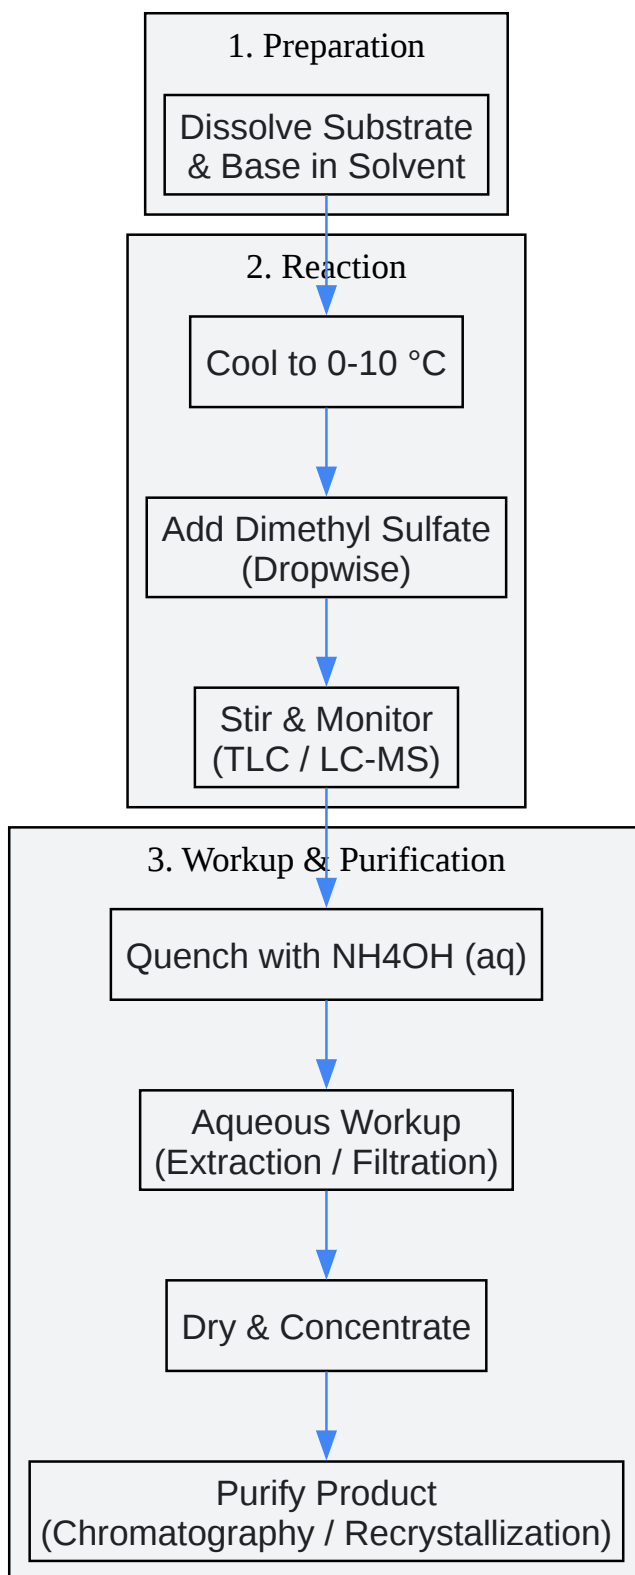 1. Preparation
Dissolve Substrate
& Base in Solvent
2. Reaction
Cool to 0-10 °C
Add Dimethyl Sulfate
(Dropwise)
Stir & Monitor
(TLC / LC-MS)
3. Workup & Purification
Quench with NH4OH (aq)
Aqueous Workup
(Extraction / Filtration)
Dry & Concentrate
Purify Product
(Chromatography / Recrystallization)